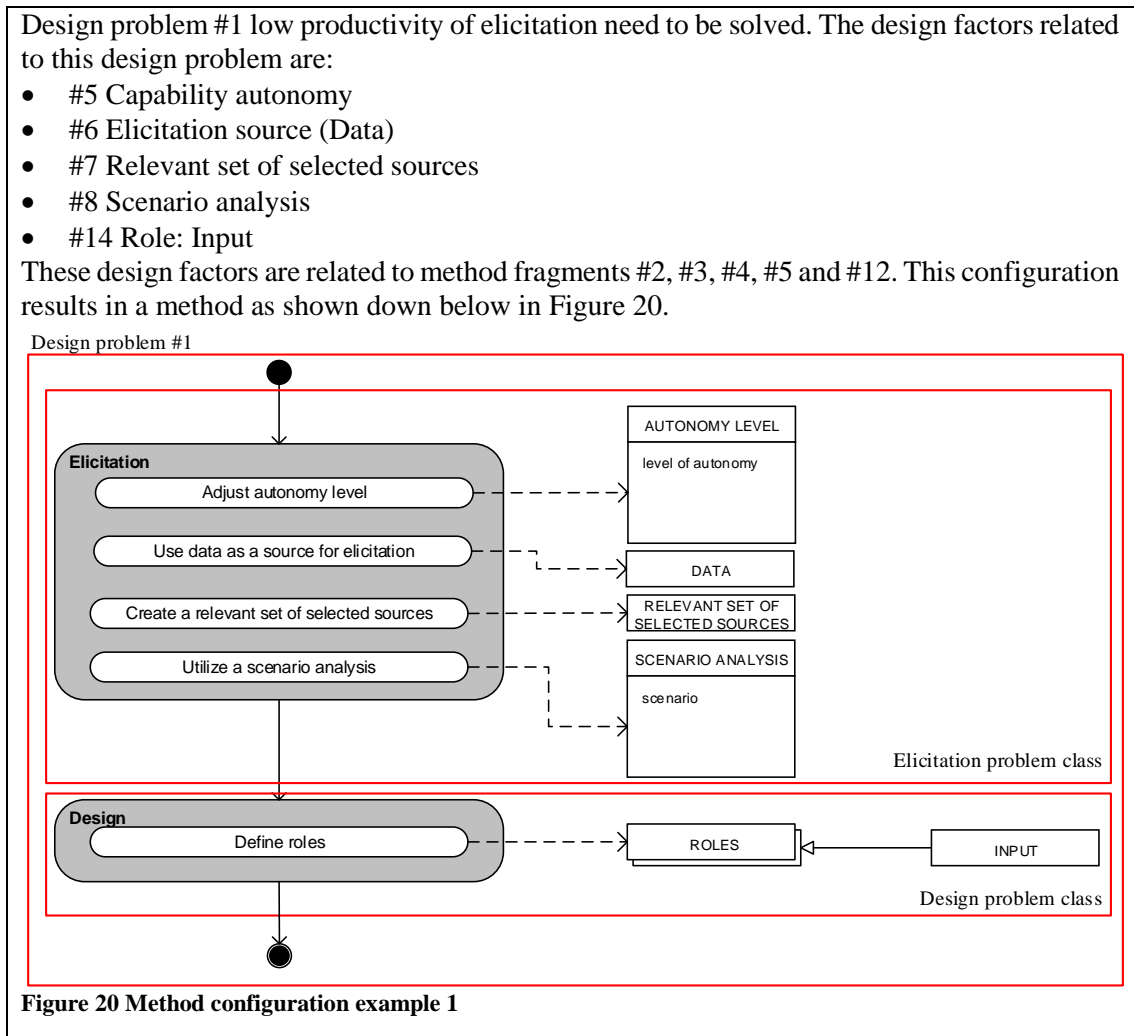 Design problem #1 low productivity of elicitation need to be solved. The design factors related
to this design problem are:
• #5 Capability autonomy
• #6 Elicitation source (Data)
• #7 Relevant set of selected sources
• #8 Scenario analysis
• #14 Role: Input
These design factors are related to method fragments #2, #3, #4, #5 and #12. This configuration
results in a method as shown down below in Figure 20.
Design problem #1
AUTONOMY LEVEL
level of autonomy
Elicitation
Adjust autonomy level
Use data as a source for elicitation
DATA
Create a relevant set of selected sources
RELEVANT SET OF
SELECTED SOURCES
Utilize a scenario analysis
SCENARIO ANALYSIS
scenario
Elicitation problem class
Design
Define roles
ROLES
INPUT
Design problem class
Figure 20 Method configuration example 1